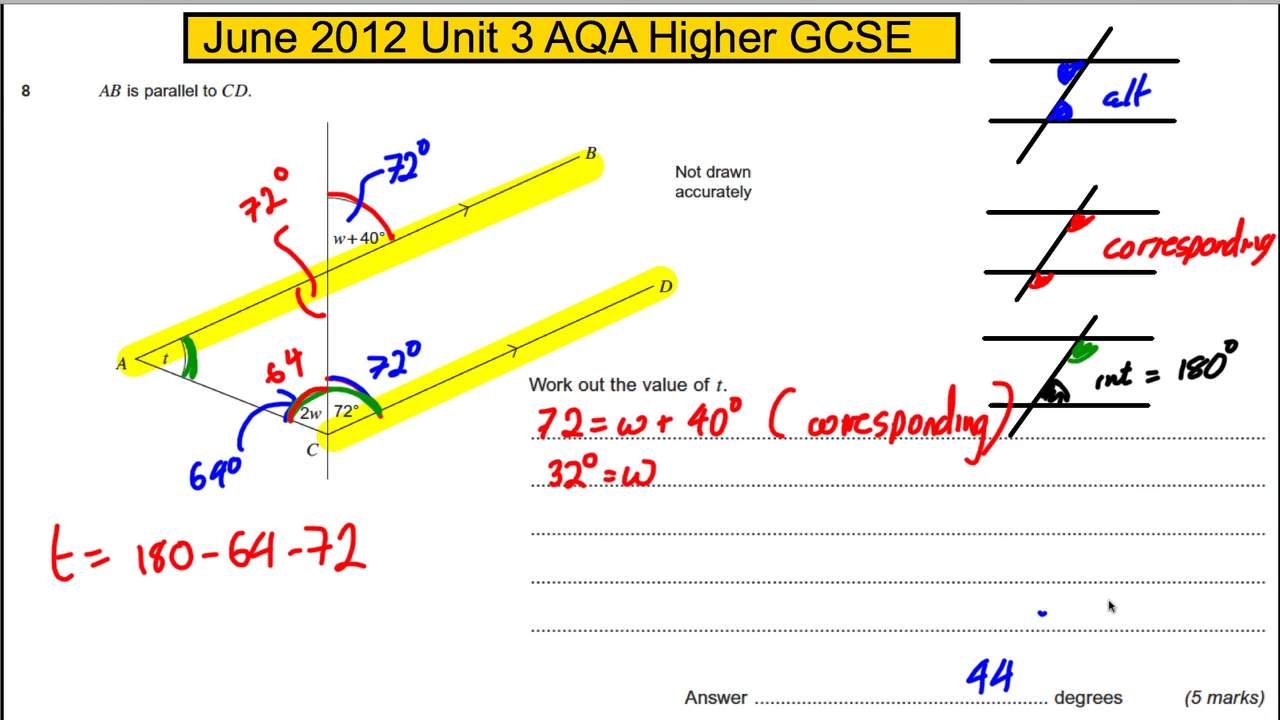 June 2012 Unit 3 AQA Higher GCSE
8 AB is parallel to CD.
alt
72°
72°
B
Not drawn
accurately
w+40°
corresponding
D
A
t
64
72°
int = 180°
2w
72°
C
64°
Work out the value of t.
72 = w + 40° (corresponding)
32° = w
t = 180 - 64 - 72
44
Answer ........ degrees (5 marks)